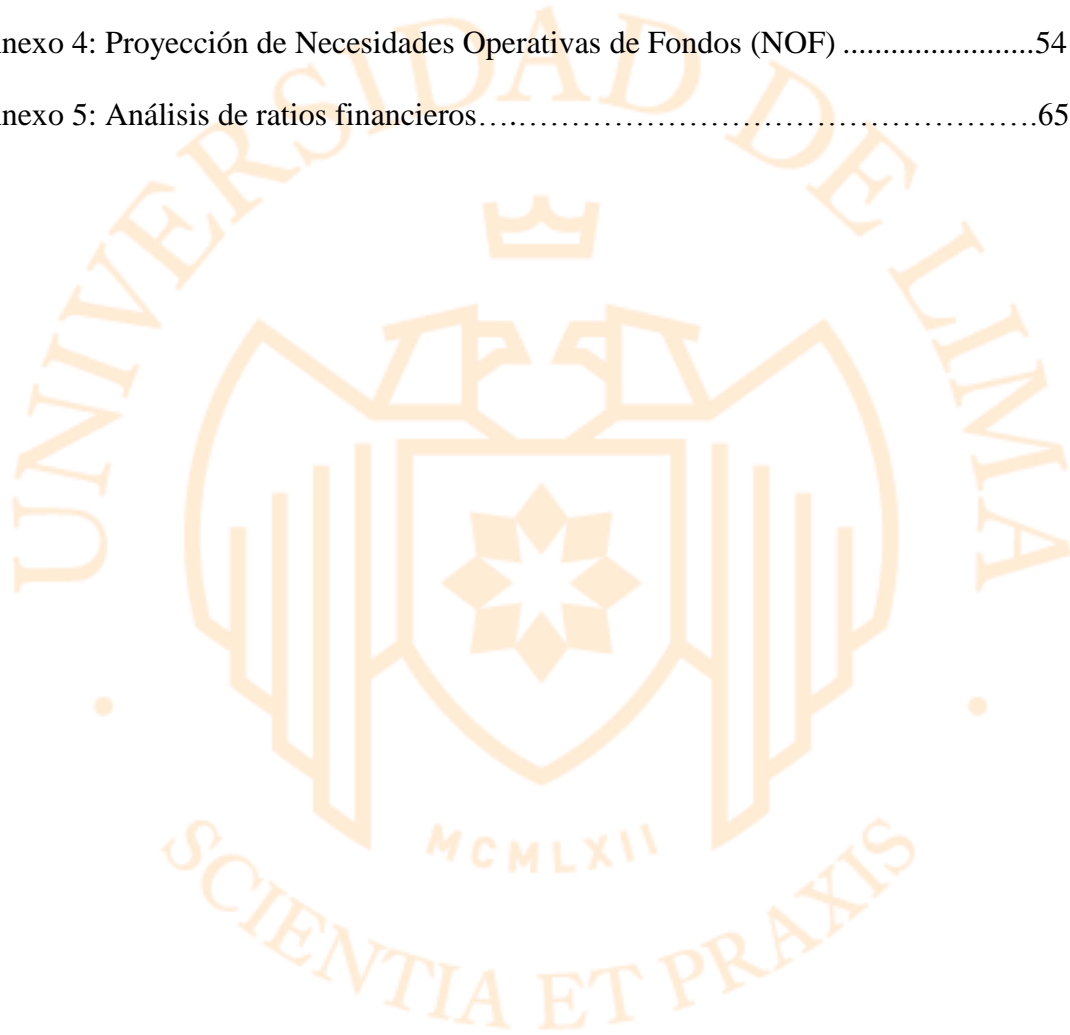 nexo 4: Proyección de Necesidades Operativas de Fondos (NOF) ........................54
nexo 5: Análisis de ratios financieros….……………………………………………….65
UNIVERSIDAD DE LIMA
MCMLXII
SCIENTIA ET PRAXIS